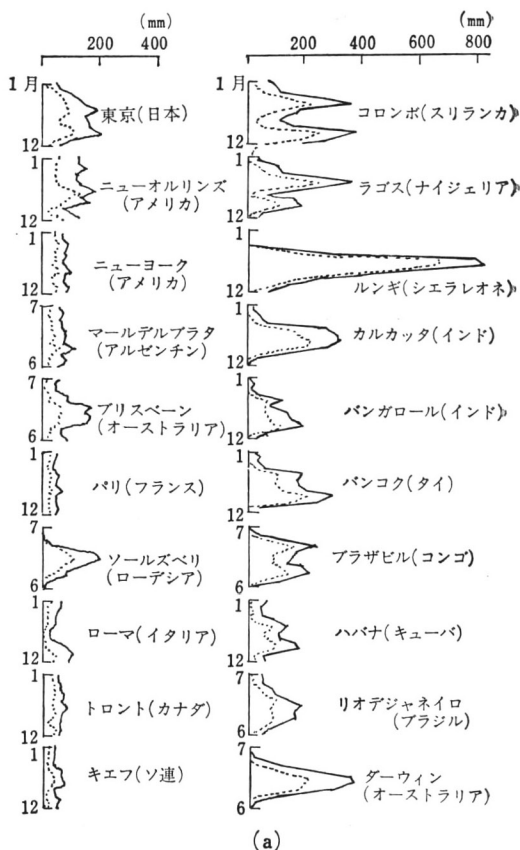 (mm)
200 400
1月
12
東京(日本)
1
12
ニューオルリンズ
(アメリカ)
1
12
ニューヨーク
(アメリカ)
7
6
マールデルプラタ
(アルゼンチン)
7
6
ブリスベーン
(オーストラリア)
1
12
パリ(フランス)
7
6
ソールズベリ
(ローデシア)
1
12
ローマ(イタリア)
1
12
トロント(カナダ)
1
12
キエフ(ソ連)
(mm)
0 200 400 600 800
1月
12
コロンボ(スリランカ)
1
12
ラゴス(ナイジェリア)
1
12
ルンギ(シエラレオネ)
1
12
カルカッタ(インド)
1
12
バンガロール(インド)
1
12
バンコク(タイ)
7
6
ブラザビル(コンゴ)
1
12
ハバナ(キューバ)
7
6
リオデジャネイロ
(ブラジル)
7
6
ダーウィン
(オーストラリア)
(a)